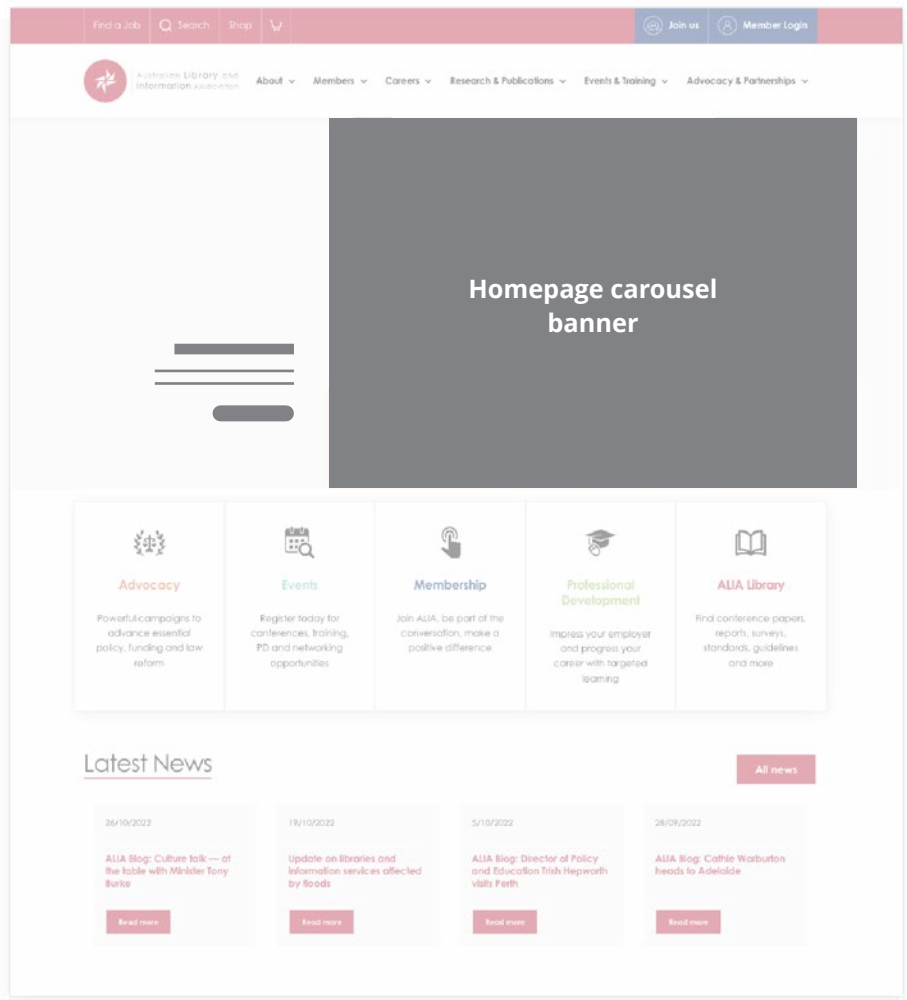 Find a Job Search Shop Join us Member Login
Australian Library and
Information Association
About Members Careers Research & Publications Events & Training Advocacy & Partnerships
Homepage carousel
banner
Advocacy
Powerful campaigns to
advance essential
policy, funding and law
reform
Events
Register today for
conferences, training,
PD and networking
opportunities
Membership
Join ALIA, be part of the
conversation, make a
positive difference
Professional
Development
Impress your employer
and progress your
career with targeted
learning
ALIA Library
Find conference papers,
reports, surveys,
standards, guidelines
and more
Latest News
All news
26/10/2022
ALIA Blog: Culture talk — at
the table with Minister Tony
Burke
Read more
19/10/2022
Update on libraries and
information services affected
by floods
Read more
5/10/2022
ALIA Blog: Director of Policy
and Education Trish Hepworth
visits Perth
Read more
28/09/2022
ALIA Blog: Cathie Warburton
heads to Adelaide
Read more